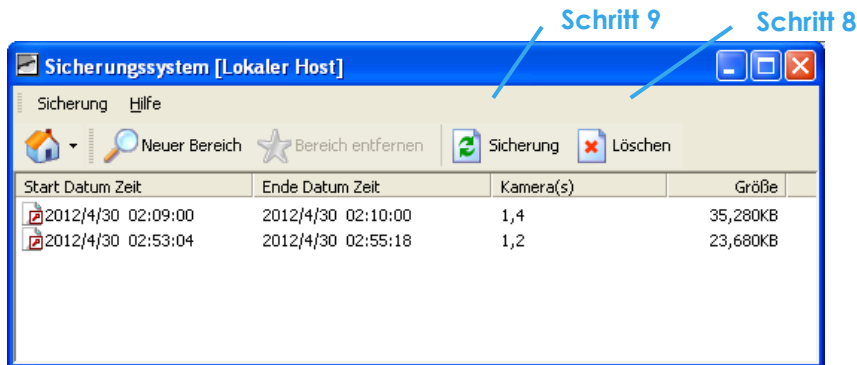 Schritt 9 Schritt 8
Sicherungssystem [Lokaler Host]
Sicherung Hilfe
Neuer Bereich Bereich entfernen Sicherung Löschen
Start Datum Zeit Ende Datum Zeit Kamera(s) Größe
2012/4/30 02:09:00 2012/4/30 02:10:00 1,4 35,280KB
2012/4/30 02:53:04 2012/4/30 02:55:18 1,2 23,680KB